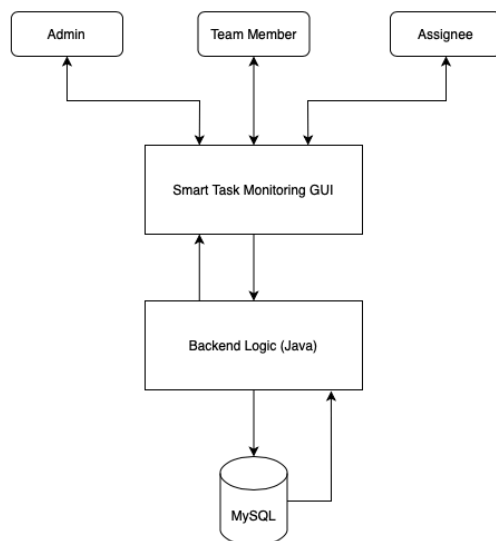 Admin
Team Member
Assignee
Smart Task Monitoring GUI
Backend Logic (Java)
MySQL